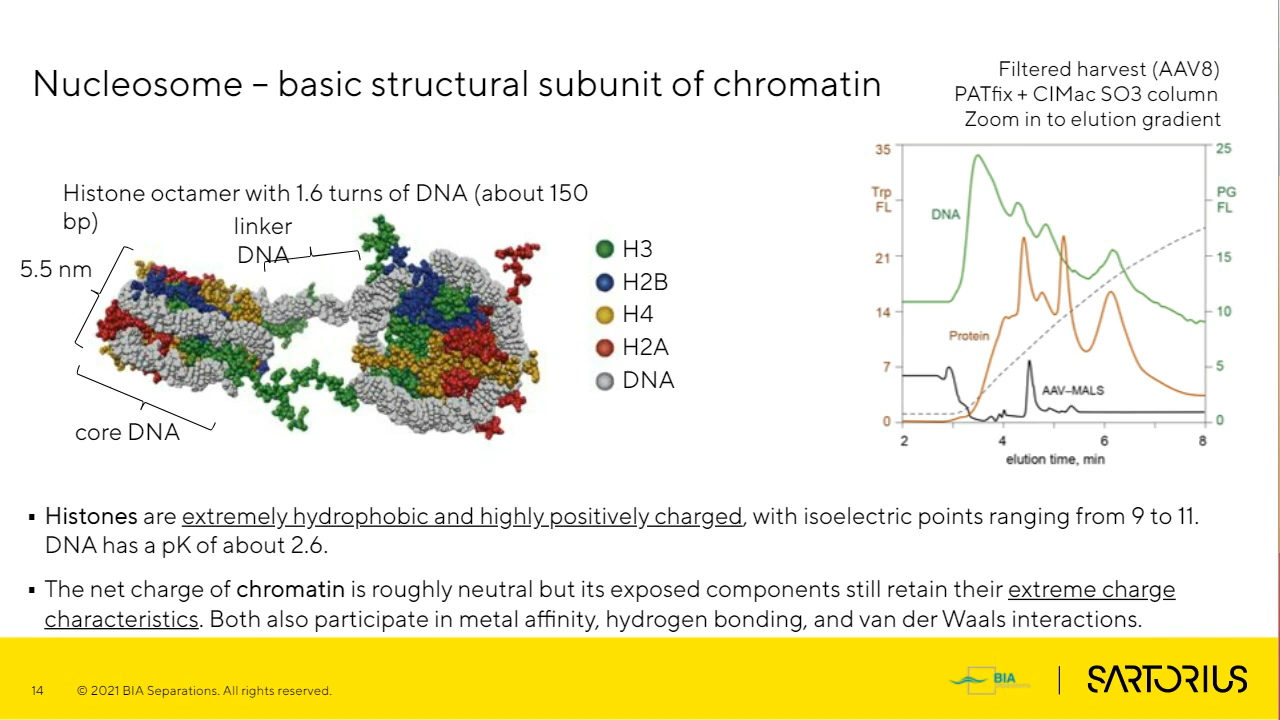 Nucleosome – basic structural subunit of chromatin
Filtered harvest (AAV8)
PATfix + CIMac SO3 column
Zoom in to elution gradient
Histone octamer with 1.6 turns of DNA (about 150
bp)
linker
DNA
5.5 nm
core DNA
H3
H2B
H4
H2A
DNA
35
Trp
FL
21
14
7
0
25
PG
FL
15
10
5
0
DNA
Protein
AAV–MALS
2 4 6 8
elution time, min
▪ Histones are extremely hydrophobic and highly positively charged, with isoelectric points ranging from 9 to 11.
DNA has a pK of about 2.6.
▪ The net charge of chromatin is roughly neutral but its exposed components still retain their extreme charge
characteristics. Both also participate in metal affinity, hydrogen bonding, and van der Waals interactions.
14 © 2021 BIA Separations. All rights reserved.
BIA
SARTORIUS